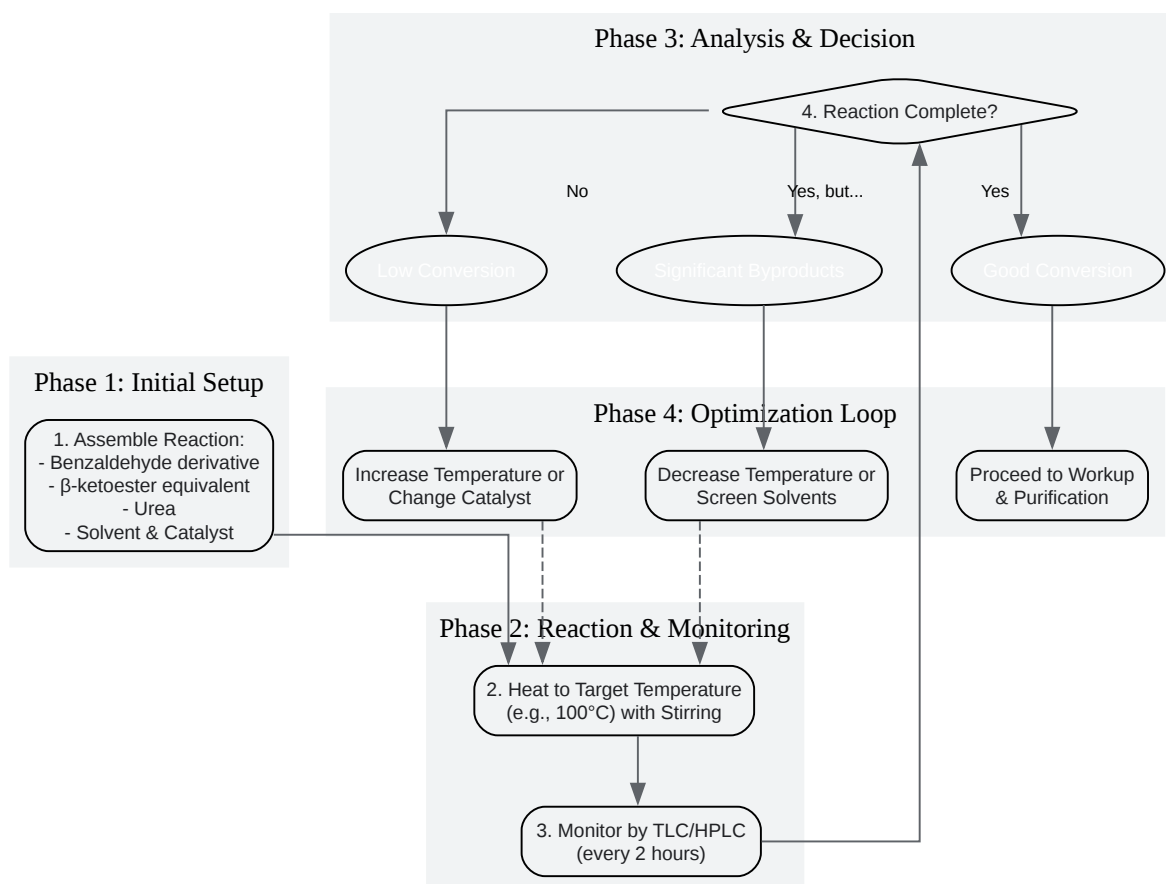 Phase 3: Analysis & Decision
4. Reaction Complete?
No
Yes, but...
Yes
Low Conversion
Significant Byproducts
Good Conversion
Phase 1: Initial Setup
1. Assemble Reaction:
- Benzaldehyde derivative
- β-ketoester equivalent
- Urea
- Solvent & Catalyst
Phase 4: Optimization Loop
Increase Temperature or
Change Catalyst
Decrease Temperature or
Screen Solvents
Proceed to Workup
& Purification
Phase 2: Reaction & Monitoring
2. Heat to Target Temperature
(e.g., 100°C) with Stirring
3. Monitor by TLC/HPLC
(every 2 hours)